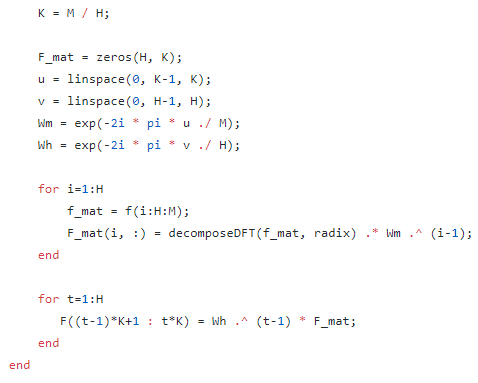 K = M / H;
F_mat = zeros(H, K);
u = linspace(0, K-1, K);
v = linspace(0, H-1, H);
Wm = exp(-2i * pi * u ./ M);
Wh = exp(-2i * pi * v ./ H);
for i=1:H
f_mat = f(i:H:M);
F_mat(i, :) = decomposeDFT(f_mat, radix) .* Wm .^ (i-1);
end
for t=1:H
F((t-1)*K+1 : t*K) = Wh .^ (t-1) * F_mat;
end
end